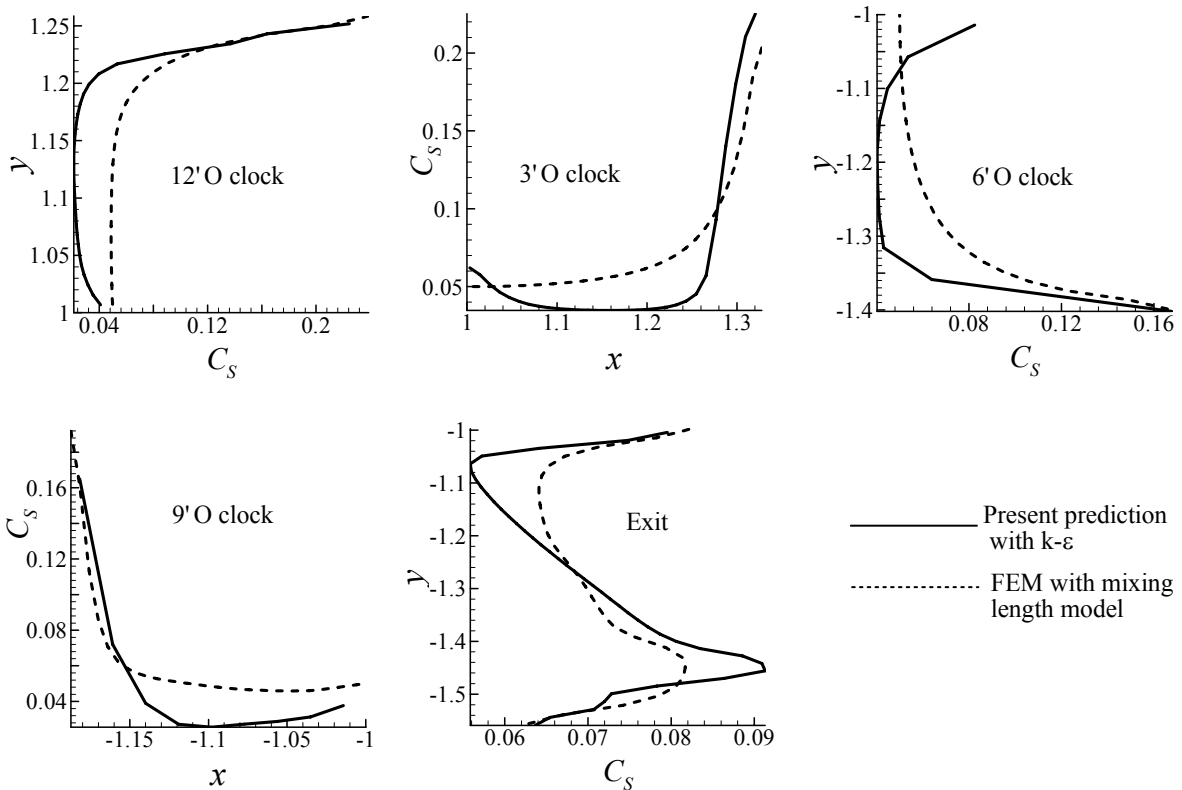 1.25
1.2
1.15
1.1
1.05
1
y
12'O clock
0.04 0.12 0.2
C_S
0.2
0.15
0.1
0.05
C_S
3'O clock
1 1.1 1.2 1.3
x
-1
-1.1
-1.2
-1.3
-1.4
y
6'O clock
0.08 0.12 0.16
C_S
0.16
0.12
0.08
0.04
C_S
9'O clock
-1.15 -1.1 -1.05 -1
x
-1
-1.1
-1.2
-1.3
-1.4
-1.5
y
Exit
0.06 0.07 0.08 0.09
C_S
Present prediction
with k-ε
FEM with mixing
length model